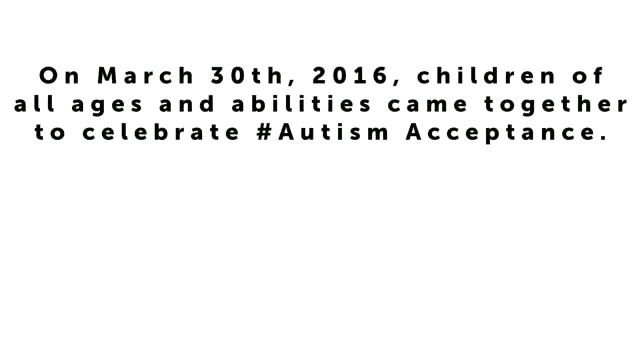 On March 30th, 2016, children of
all ages and abilities came together
to celebrate #Autism Acceptance.